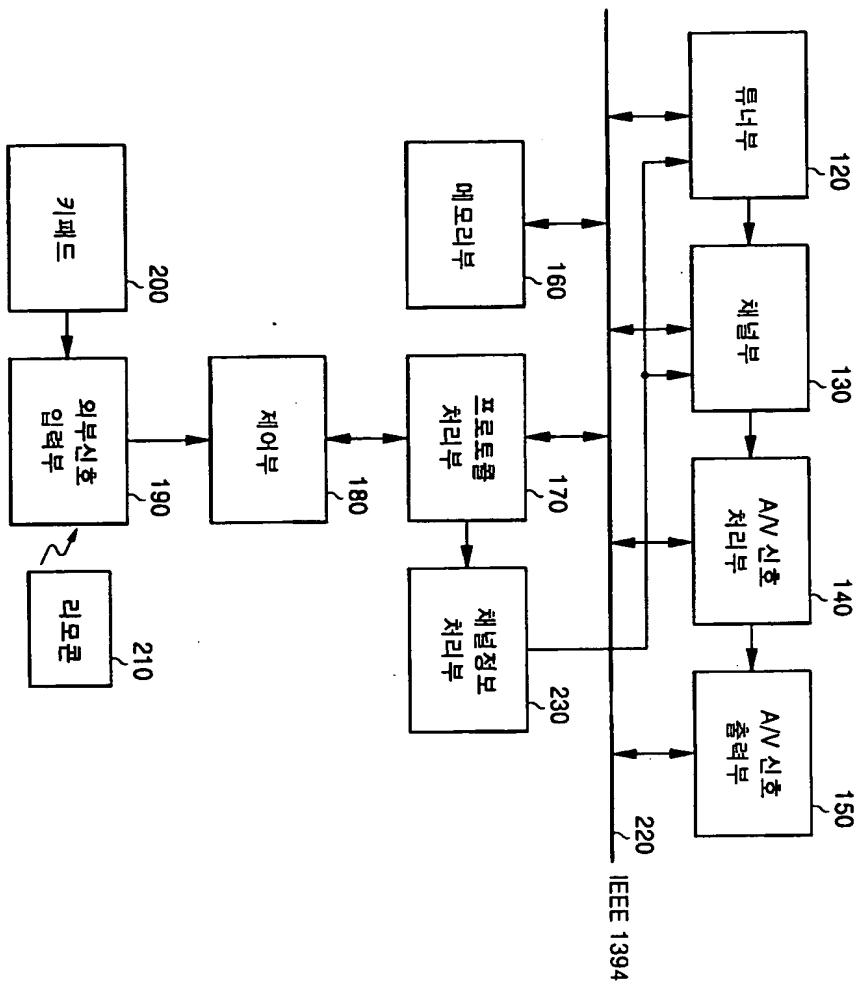 120
튜너부
130
채널부
140
A/V 신호
처리부
150
A/V 신호
출력부
220
IEEE 1394
160
메모리부
170
프로토콜
처리부
230
채널정보
처리부
180
제어부
200
키패드
190
외부신호
입력부
210
리모콘